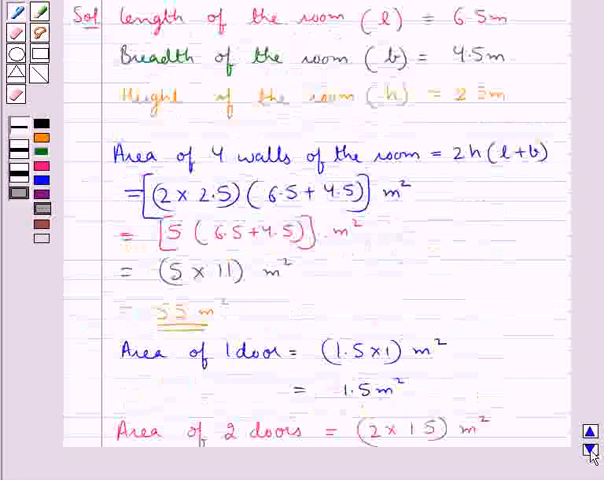 Sol length of the room (l) = 6.5m
Breadth of the room (b) = 4.5m
Height of the room (h) = 2.5m
Area of 4 walls of the room = 2h(l+b)
= [(2 × 2.5) (6.5 + 4.5)] m²
= [5 (6.5+4.5)] m²
= (5 × 11) m²
= 55 m²
Area of 1 door = (1.5×1) m²
= 1.5m²
Area of 2 doors = (2 × 1.5) m²